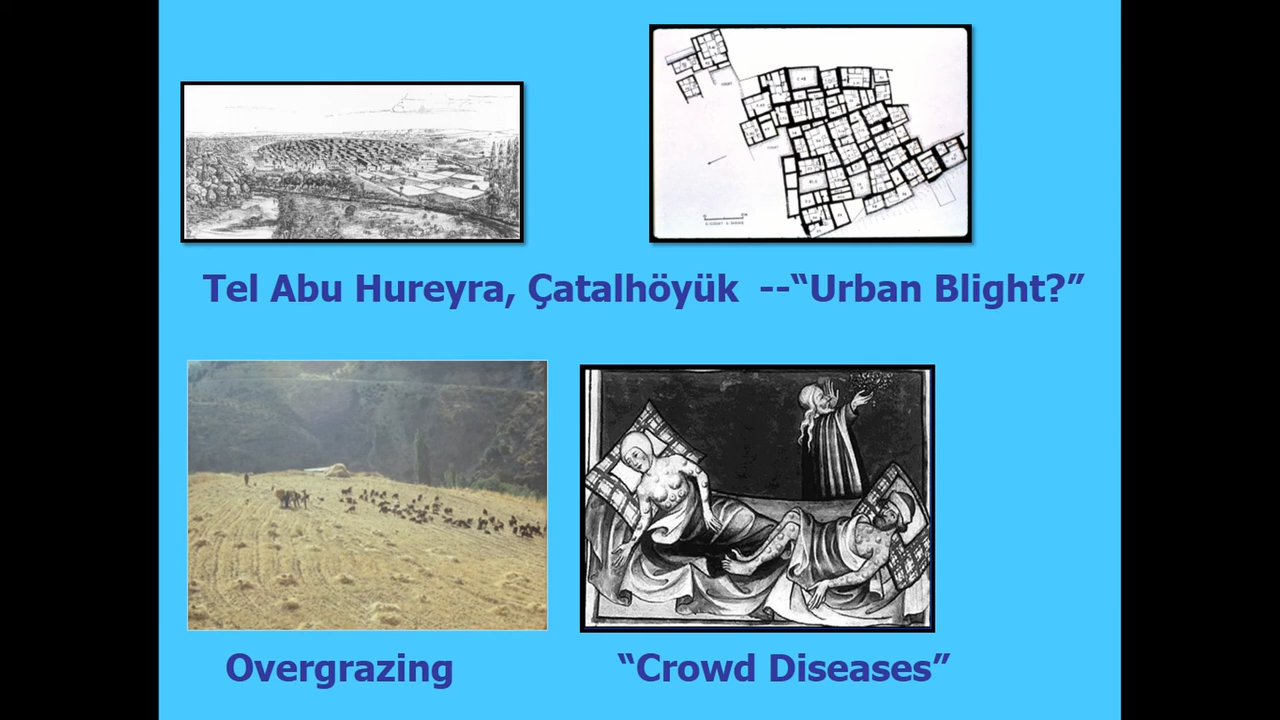 Tel Abu Hureyra, Çatalhöyük --“Urban Blight?”
Overgrazing
“Crowd Diseases”